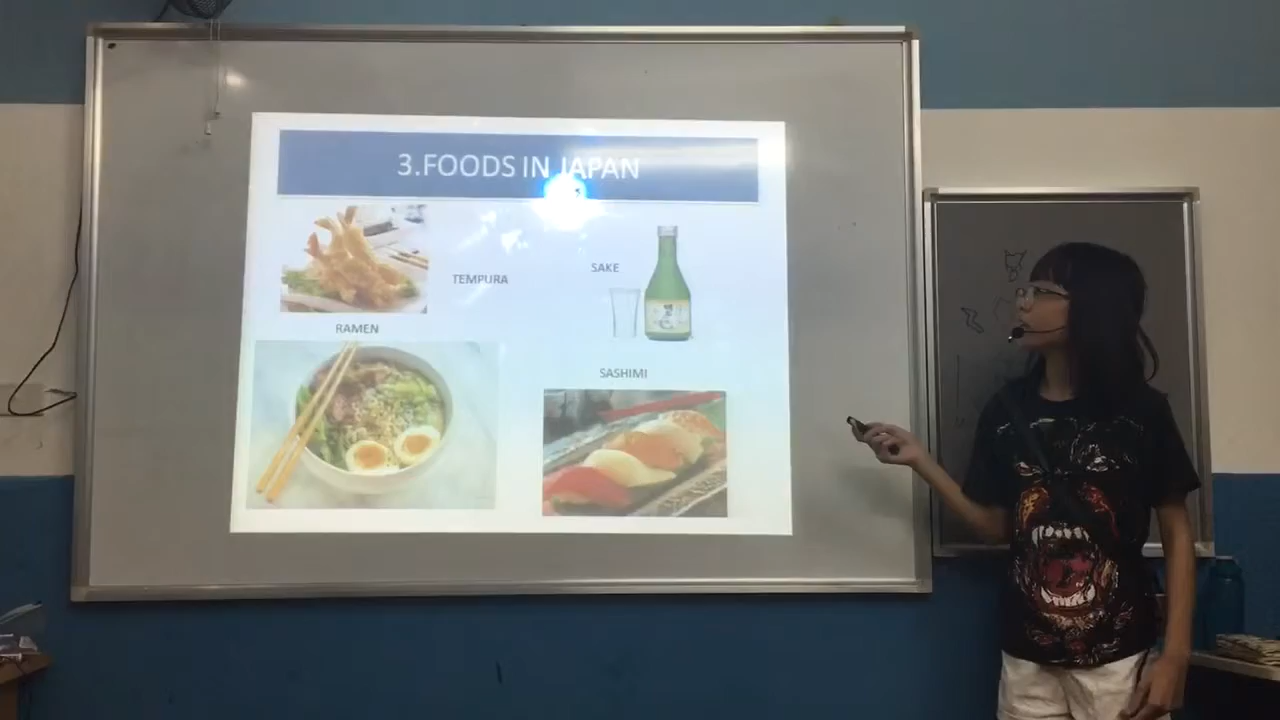 3.FOODS IN JAPAN
TEMPURA
SAKE
RAMEN
SASHIMI